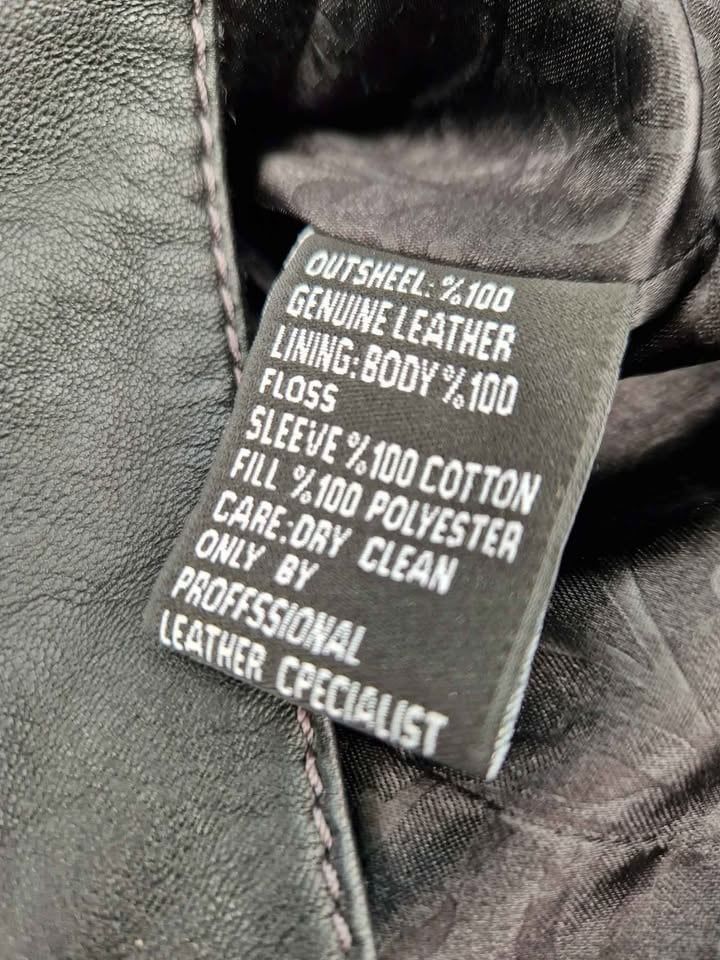 OUTSHEEL: %100
GENUINE LEATHER
LINING: BODY %100
FLOSS
SLEEVE %100 COTTON
FILL %100 POLYESTER
CARE: DRY CLEAN
ONLY BY
PROFFSSIONAL
LEATHER CPECIALIST